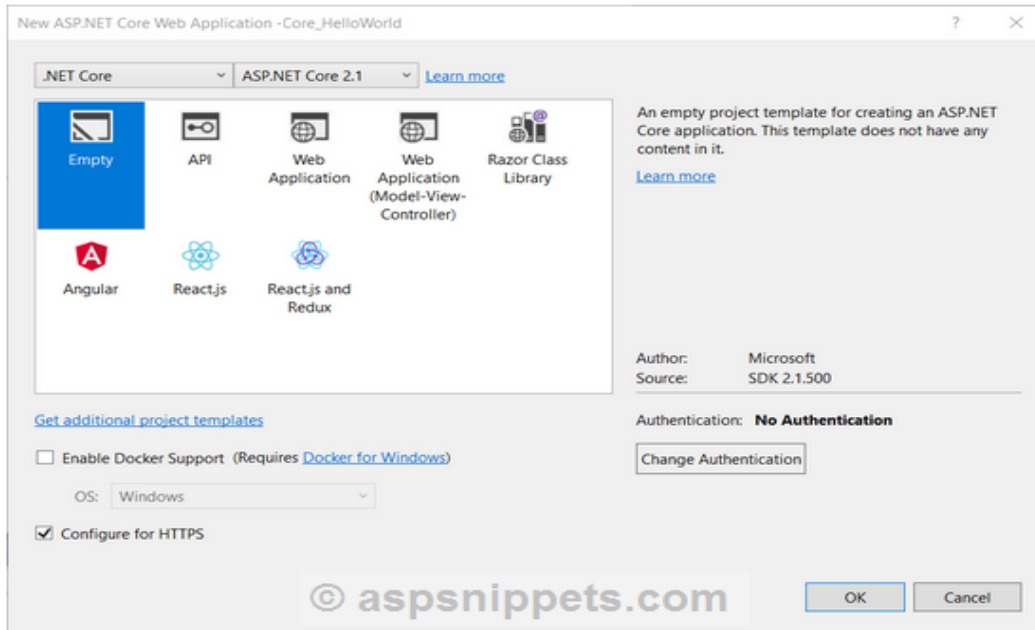 New ASP.NET Core Web Application -Core_HelloWorld
? ×
.NET Core
ASP.NET Core 2.1
Learn more
Empty
API
Web
Application
Web
Application
(Model-View-
Controller)
Razor Class
Library
Angular
React.js
React.js and
Redux
An empty project template for creating an ASP.NET
Core application. This template does not have any
content in it.
Learn more
Author: Microsoft
Source: SDK 2.1.500
Get additional project templates
Authentication: No Authentication
Enable Docker Support (Requires Docker for Windows)
Change Authentication
OS: Windows
Configure for HTTPS
© aspsnippets.com
OK
Cancel